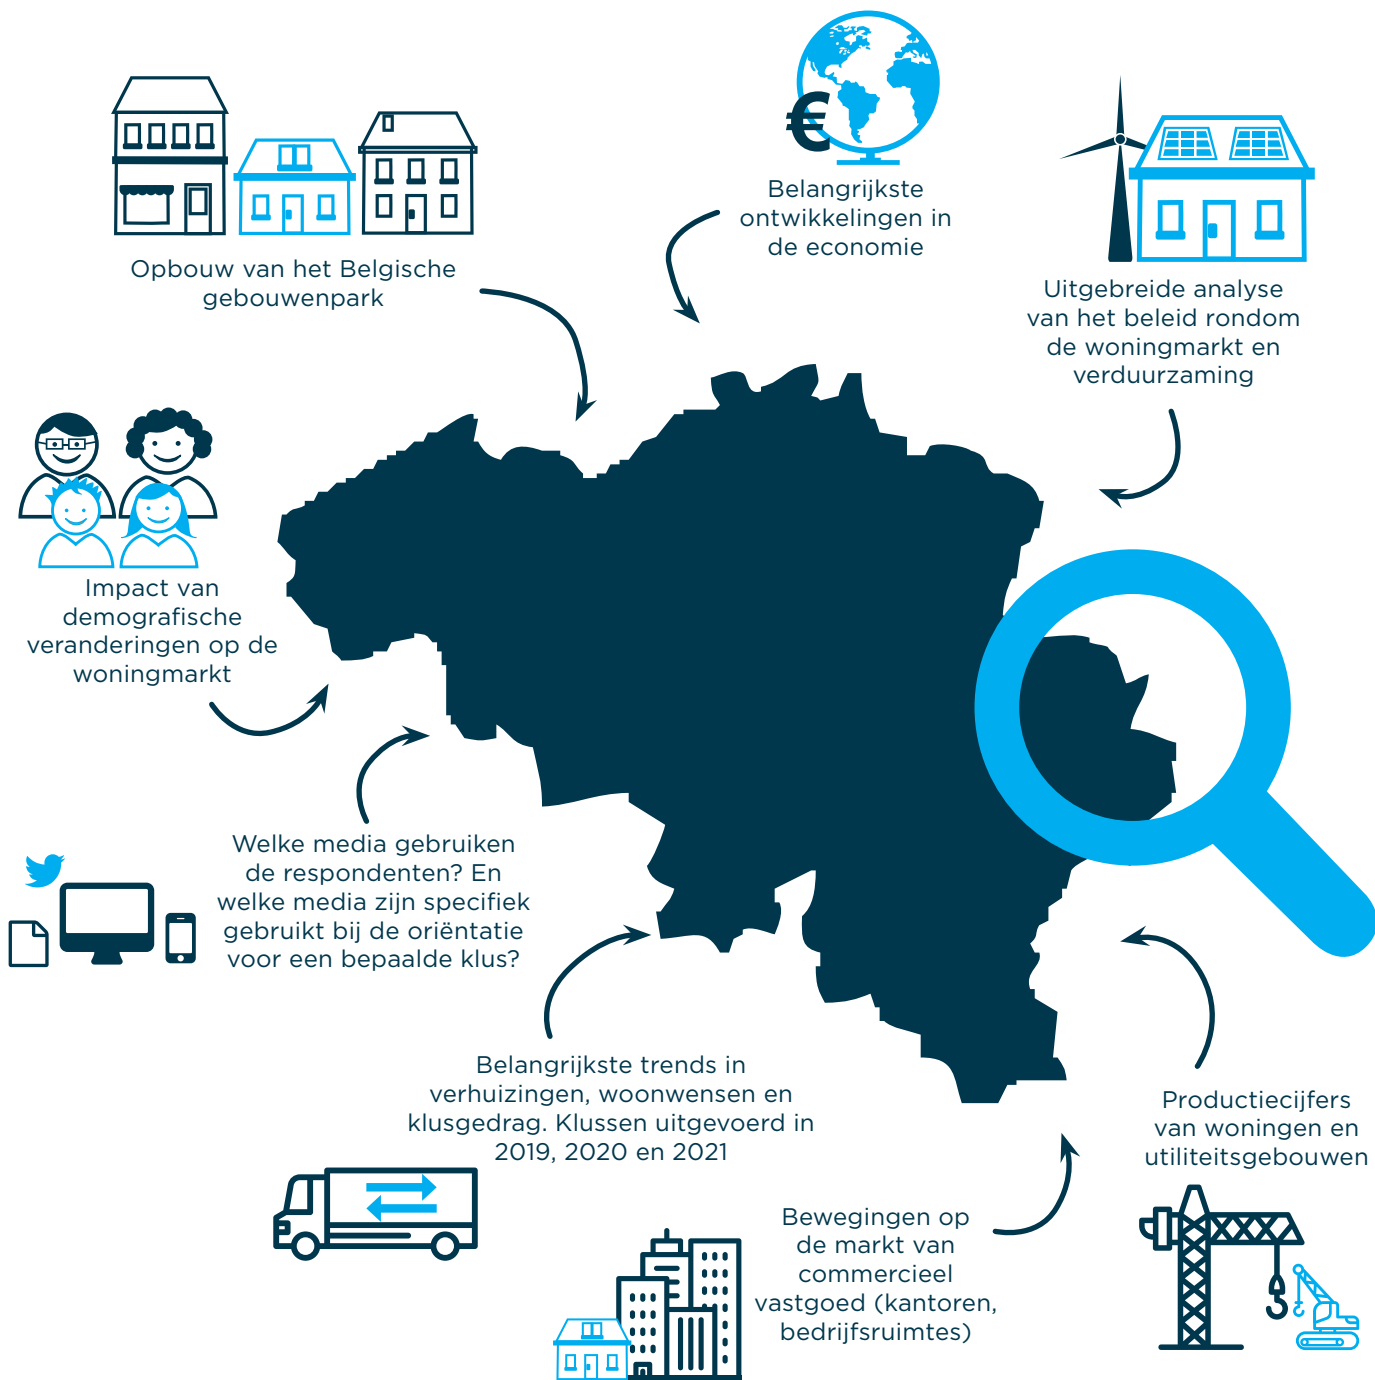 Belangrijkste
ontwikkelingen in
de economie
Opbouw van het Belgische
gebouwenpark
Uitgebreide analyse
van het beleid rondom
de woningmarkt en
verduurzaming
Impact van
demografische
veranderingen op de
woningmarkt
Welke media gebruiken
de respondenten? En
welke media zijn specifiek
gebruikt bij de oriëntatie
voor een bepaalde klus?
Belangrijkste trends in
verhuizingen, woonwensen en
klusgedrag. Klussen uitgevoerd in
2019, 2020 en 2021
Productiecijfers
van woningen en
utiliteitsgebouwen
Bewegingen op
de markt van
commercieel
vastgoed (kantoren,
bedrijfsruimtes)
€